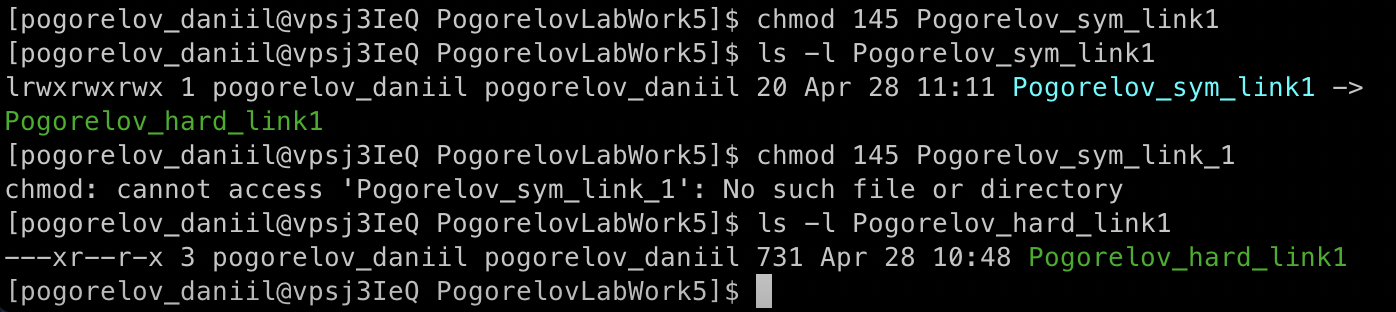 [pogorelov_daniil@vpsj3IeQ PogorelovLabWork5]$ chmod 145 Pogorelov_sym_link1
[pogorelov_daniil@vpsj3IeQ PogorelovLabWork5]$ ls -l Pogorelov_sym_link1
lrwxrwxrwx 1 pogorelov_daniil pogorelov_daniil 20 Apr 28 11:11 Pogorelov_sym_link1 ->
Pogorelov_hard_link1
[pogorelov_daniil@vpsj3IeQ PogorelovLabWork5]$ chmod 145 Pogorelov_sym_link_1
chmod: cannot access 'Pogorelov_sym_link_1': No such file or directory
[pogorelov_daniil@vpsj3IeQ PogorelovLabWork5]$ ls -l Pogorelov_hard_link1
---xr--r-x 3 pogorelov_daniil pogorelov_daniil 731 Apr 28 10:48 Pogorelov_hard_link1
[pogorelov_daniil@vpsj3IeQ PogorelovLabWork5]$